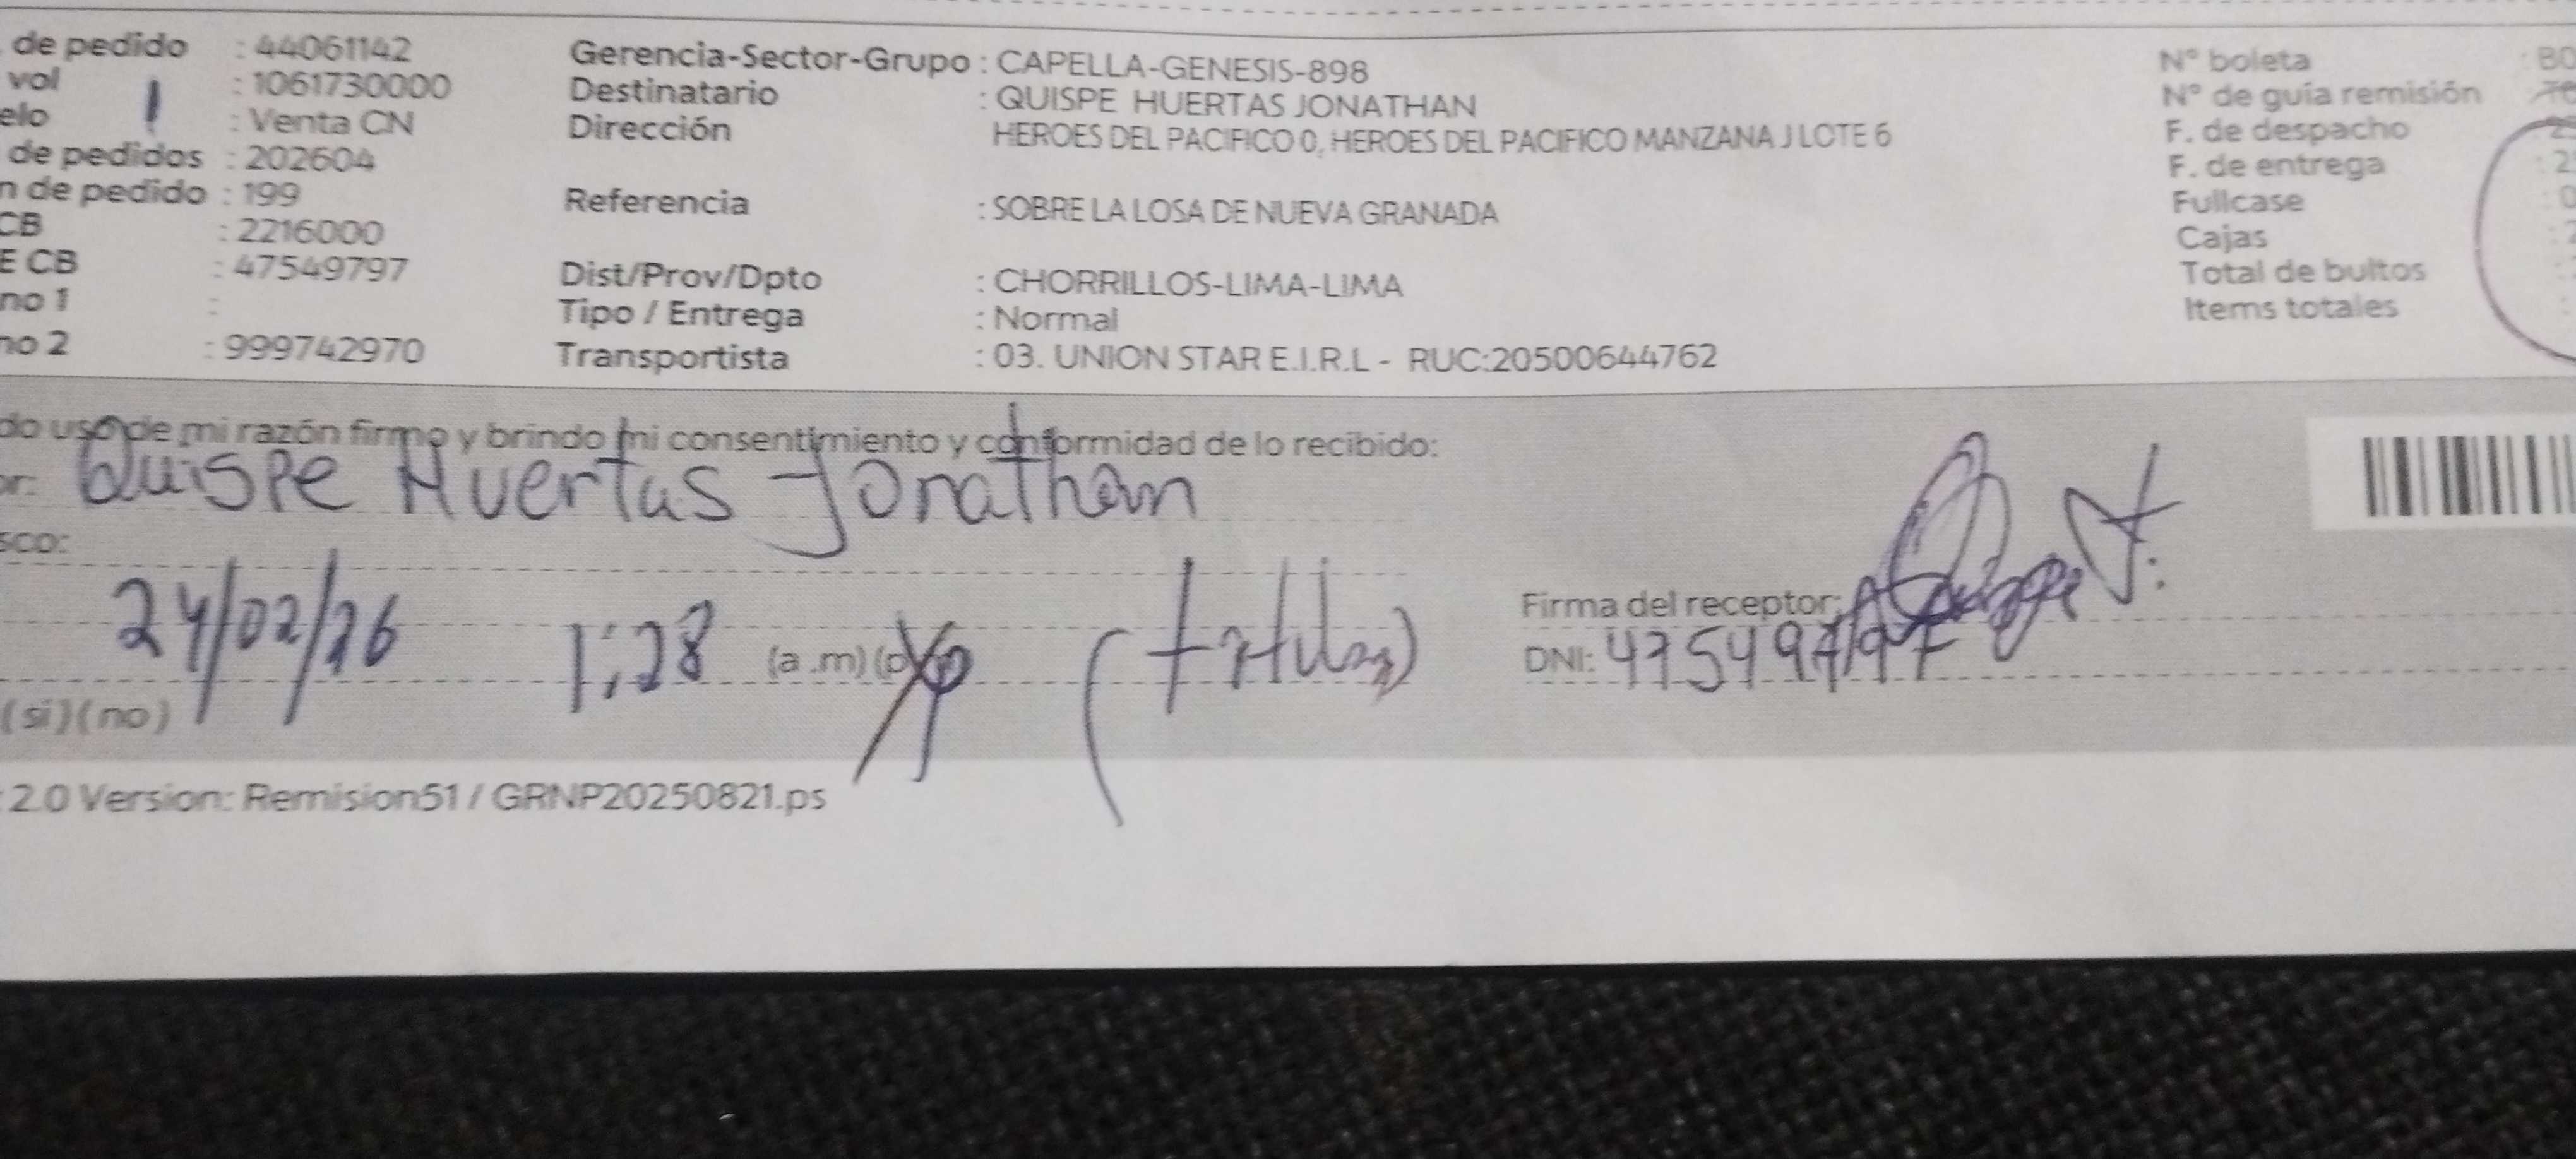 de pedido : 44061142
vol : 1061730000
elo : Venta CN
de pedidos : 202604
n de pedido : 199
CB : 2216000
E CB : 47549797
no 1 :
no 2 : 999742970
Gerencia-Sector-Grupo : CAPELLA-GENESIS-898
Destinatario : QUISPE HUERTAS JONATHAN
Dirección HEROES DEL PACIFICO 0, HEROES DEL PACIFICO MANZANA J LOTE 6
Referencia : SOBRE LA LOSA DE NUEVA GRANADA
Dist/Prov/Dpto : CHORRILLOS-LIMA-LIMA
Tipo / Entrega : Normal
Transportista : 03. UNION STAR E.I.R.L - RUC:20500644762
N° boleta : B0
N° de guía remisión
F. de despacho
F. de entrega : 2
Fullcase : 0
Cajas : 2
Total de bultos :
Items totales :
do uso de mi razón firmo y brindo mi consentimiento y conformidad de lo recibido:
or: Quispe Huertas Jonathan
sco:
24/02/26 1:28 (a.m) (p
Firma del receptor:
DNI: 47549797
(si) (no)
2.0 Version: Remision51 / GRNP20250821.ps